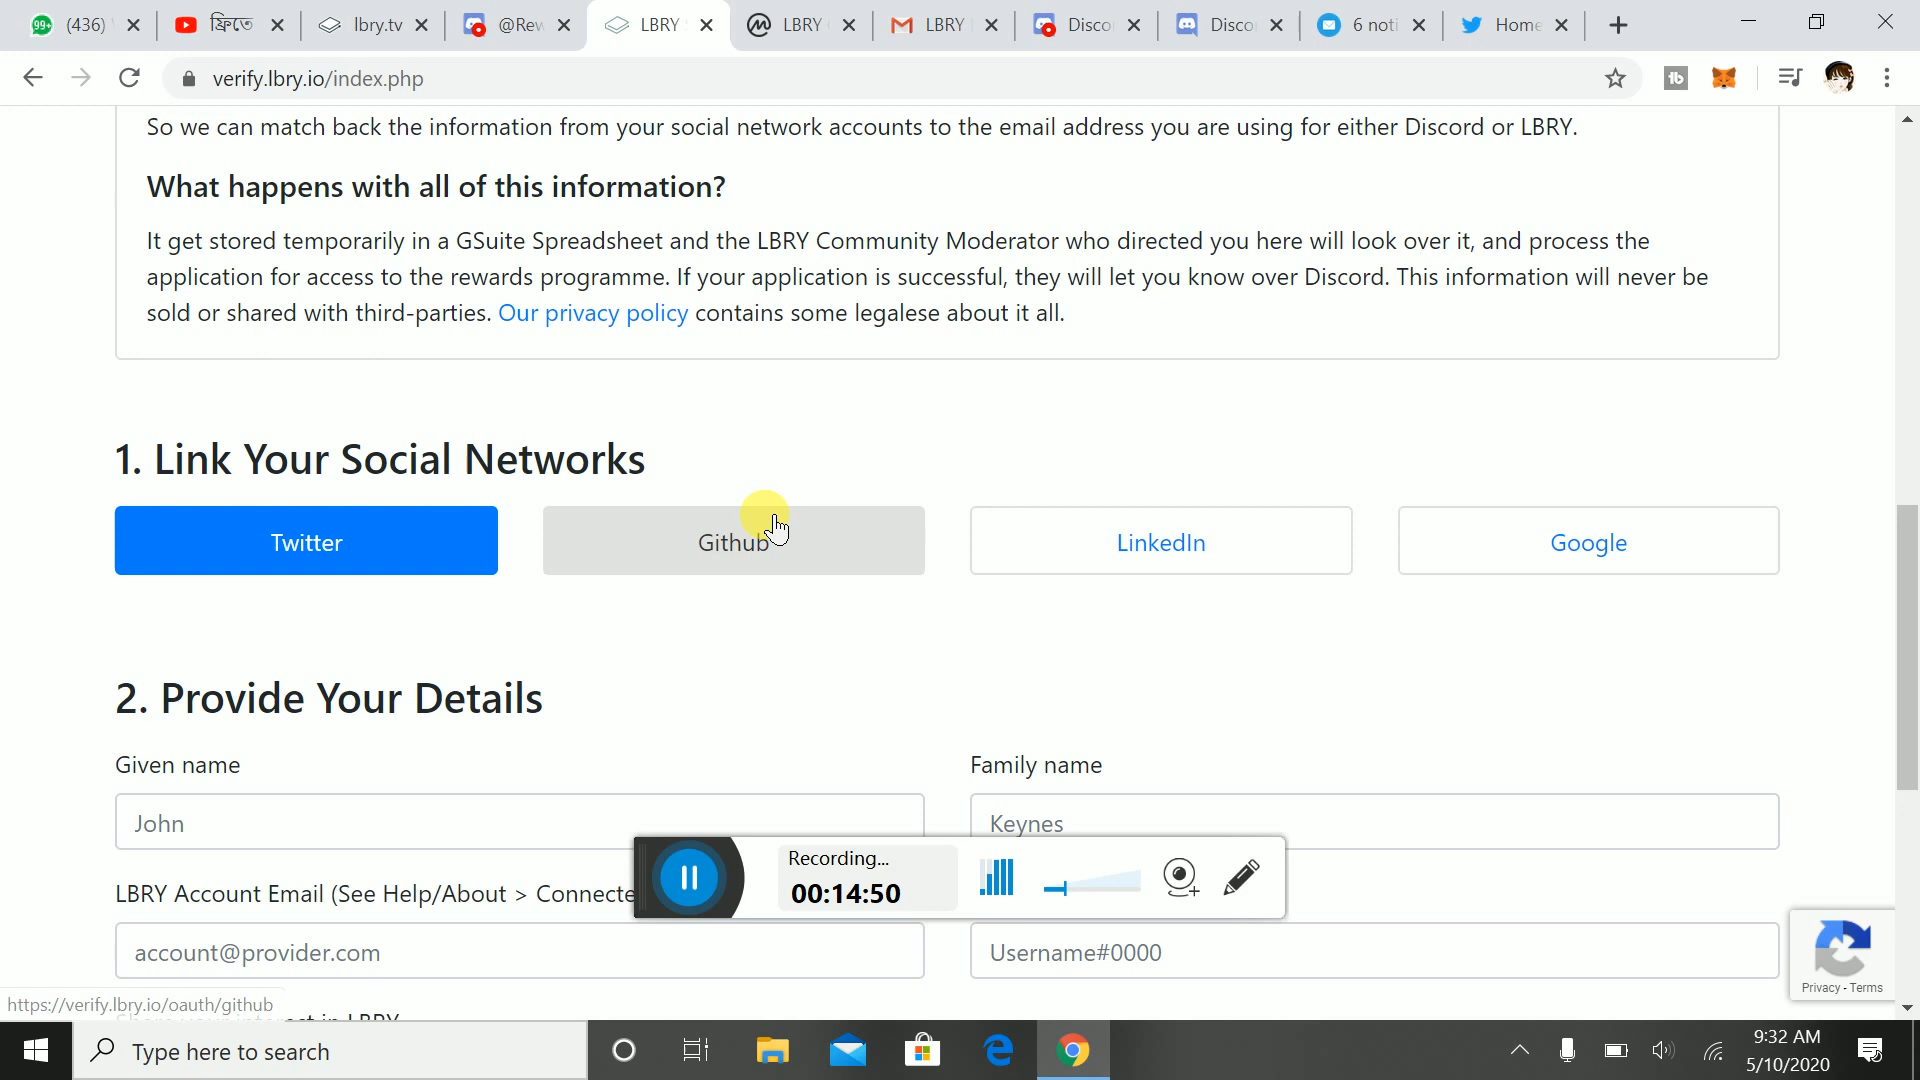 (436) ফ্রিতে lbry.tv @Rew LBRY LBRY LBRY Disco Disco 6 noti Home
verify.lbry.io/index.php
So we can match back the information from your social network accounts to the email address you are using for either Discord or LBRY.
What happens with all of this information?
It get stored temporarily in a GSuite Spreadsheet and the LBRY Community Moderator who directed you here will look over it, and process the
application for access to the rewards programme. If your application is successful, they will let you know over Discord. This information will never be
sold or shared with third-parties. Our privacy policy contains some legalese about it all.
1. Link Your Social Networks
Twitter Github LinkedIn Google
2. Provide Your Details
Given name Family name
John Keynes
Recording...
00:14:50
LBRY Account Email (See Help/About > Connecte
account@provider.com Username#0000
Privacy - Terms
https://verify.lbry.io/oauth/github
Type here to search
9:32 AM
5/10/2020